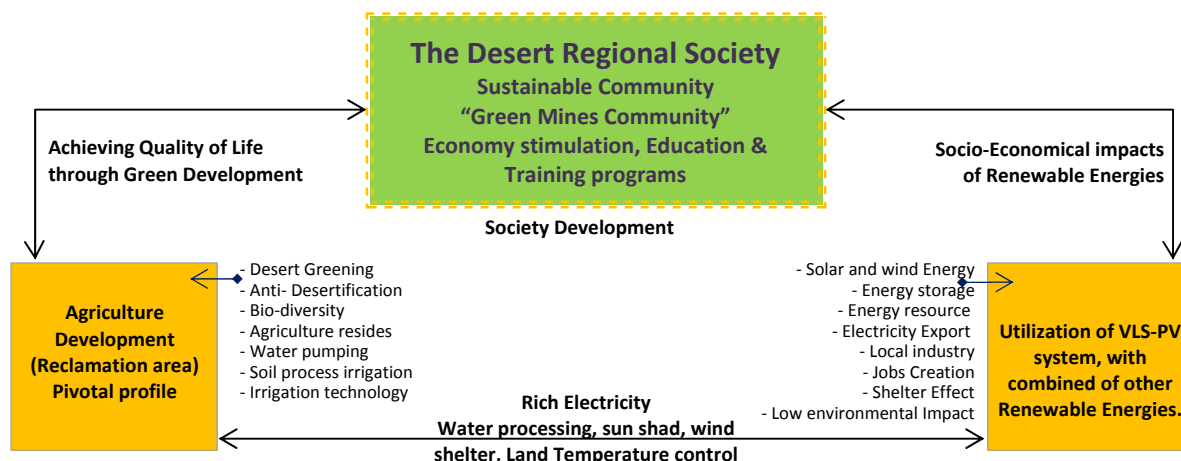 The Desert Regional Society
Sustainable Community
“Green Mines Community”
Economy stimulation, Education &
Training programs
Achieving Quality of Life
through Green Development
Socio-Economical impacts
of Renewable Energies
Society Development
Agriculture
Development
(Reclamation area)
Pivotal profile
- Desert Greening
- Anti- Desertification
- Bio-diversity
- Agriculture resides
- Water pumping
- Soil process irrigation
- Irrigation technology
- Solar and wind Energy
- Energy storage
- Energy resource
- Electricity Export
- Local industry
- Jobs Creation
- Shelter Effect
- Low environmental Impact
Utilization of VLS-PV
system, with
combined of other
Renewable Energies.
Rich Electricity
Water processing, sun shad, wind
shelter, Land Temperature control